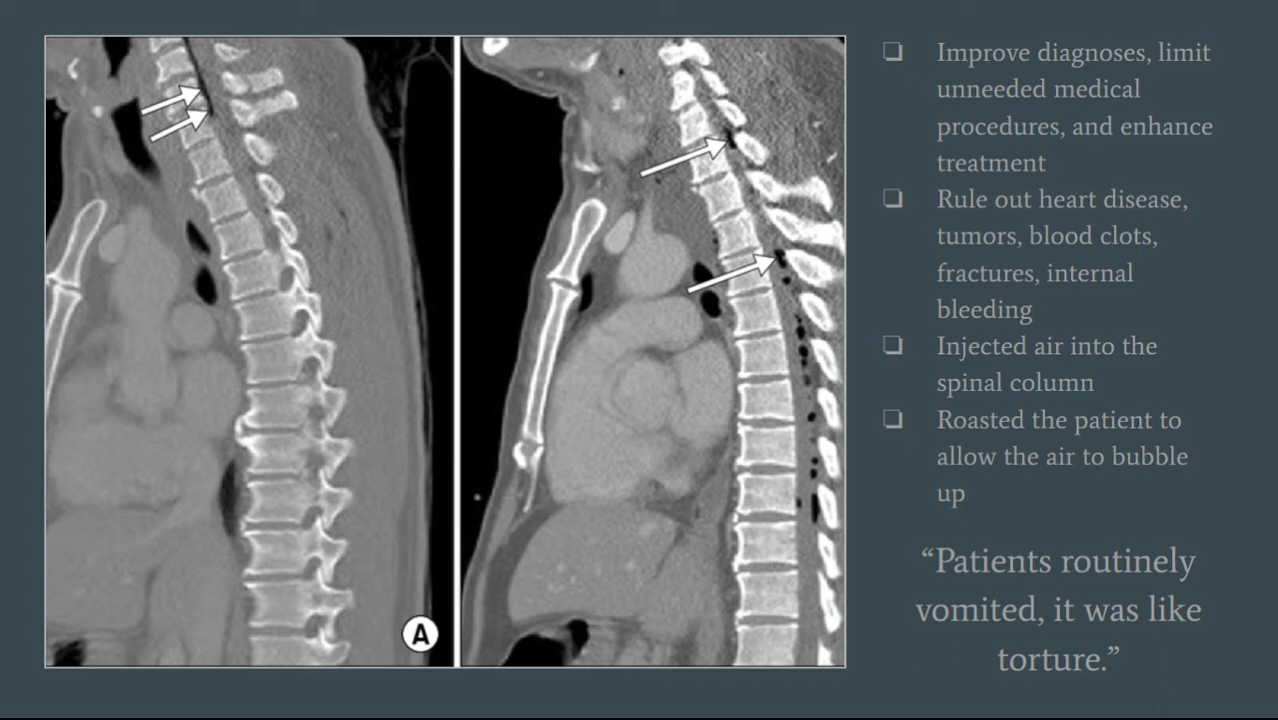 A
❑ Improve diagnoses, limit
unneeded medical
procedures, and enhance
treatment
❑ Rule out heart disease,
tumors, blood clots,
fractures, internal
bleeding
❑ Injected air into the
spinal column
❑ Roasted the patient to
allow the air to bubble
up
“Patients routinely
vomited, it was like
torture.”